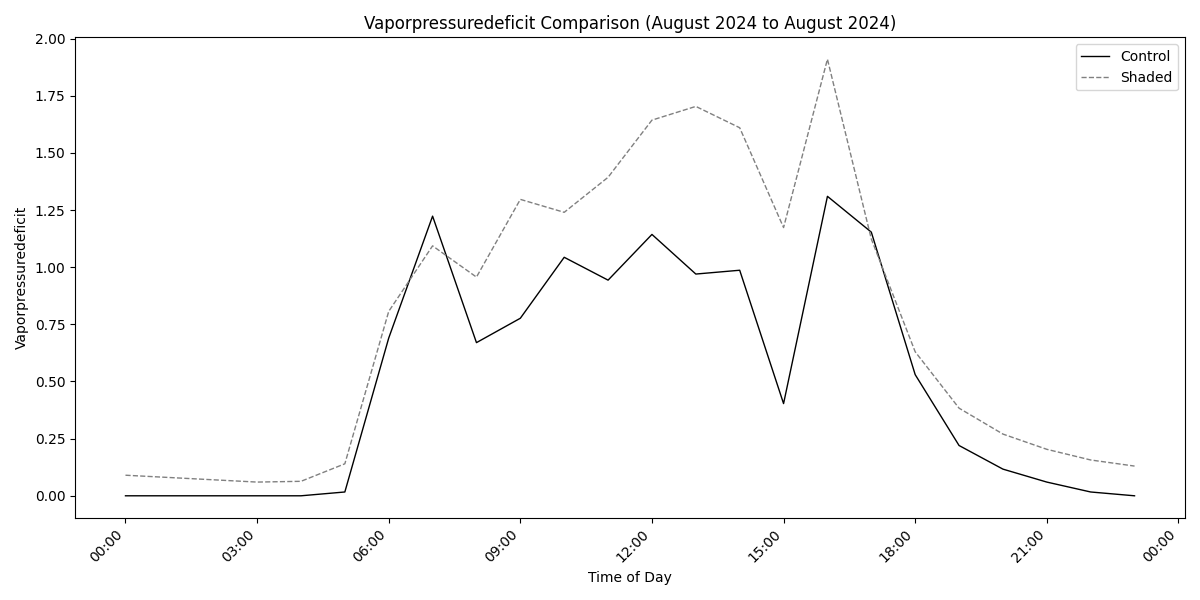 Vaporpressuredeficit Comparison (August 2024 to August 2024)
Control
Shaded
Vaporpressuredeficit
2.00
1.75
1.50
1.25
1.00
0.75
0.50
0.25
0.00
00:00 03:00 06:00 09:00 12:00 15:00 18:00 21:00 00:00
Time of Day